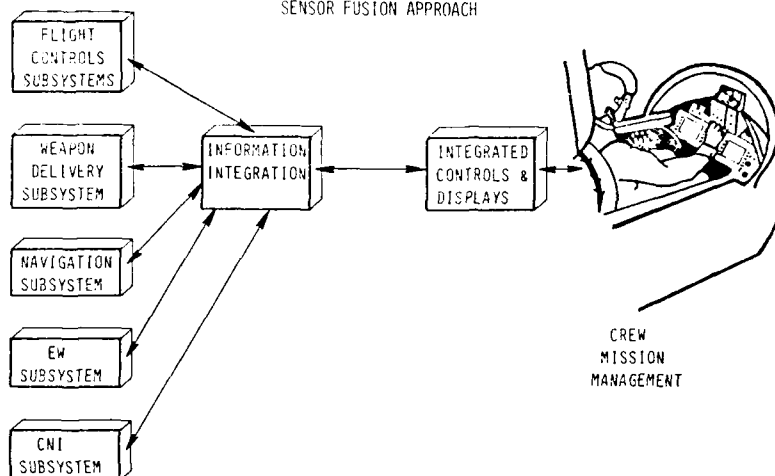 SENSOR FUSION APPROACH
FLIGHT
CONTROLS
SUBSYSTEMS
WEAPON
DELIVERY
SUBSYSTEM
NAVIGATION
SUBSYSTEM
EW
SUBSYSTEM
CNI
SUBSYSTEM
INFORMATION
INTEGRATION
INTEGRATED
CONTROLS &
DISPLAYS
CREW
MISSION
MANAGEMENT